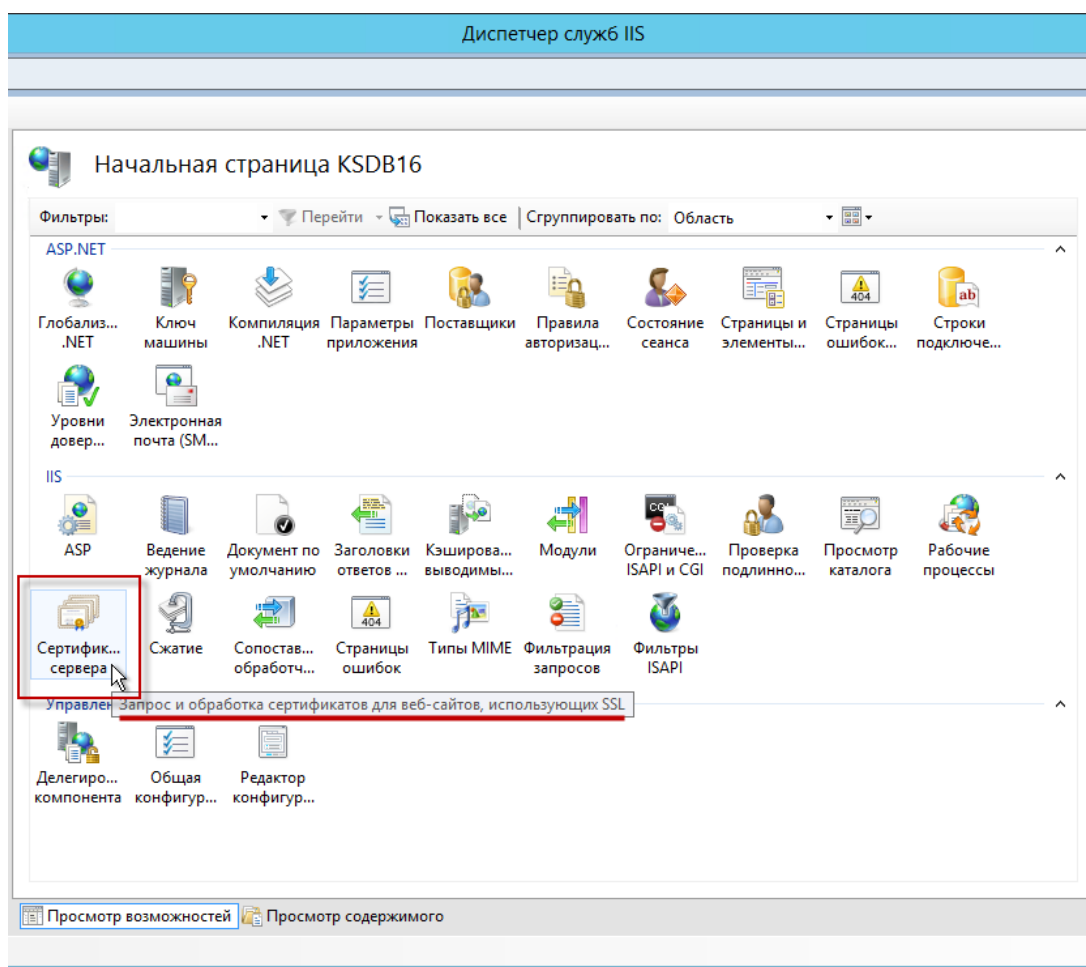 Диспетчер служб IIS
Начальная страница KSDB16
Фильтры: Перейти Показать все Сгруппировать по: Область
ASP.NET
Глобализ... Ключ Компиляция Параметры Поставщики Правила Состояние Страницы и Страницы Строки
.NET машины .NET приложения авторизац... сеанса элементы... ошибок... подключе...
Уровни Электронная
довер... почта (SM...
IIS
ASP Ведение Документ по Заголовки Кэширова... Модули Ограниче... Проверка Просмотр Рабочие
журнала умолчанию ответов ... выводимы... ISAPI и CGI подлинно... каталога процессы
Сертифик... Сжатие Сопостав... Страницы Типы MIME Фильтрация Фильтры
сервера обработч... ошибок запросов ISAPI
Управлен Запрос и обработка сертификатов для веб-сайтов, использующих SSL
Делегиро... Общая Редактор
компонента конфигур... конфигур...
Просмотр возможностей Просмотр содержимого